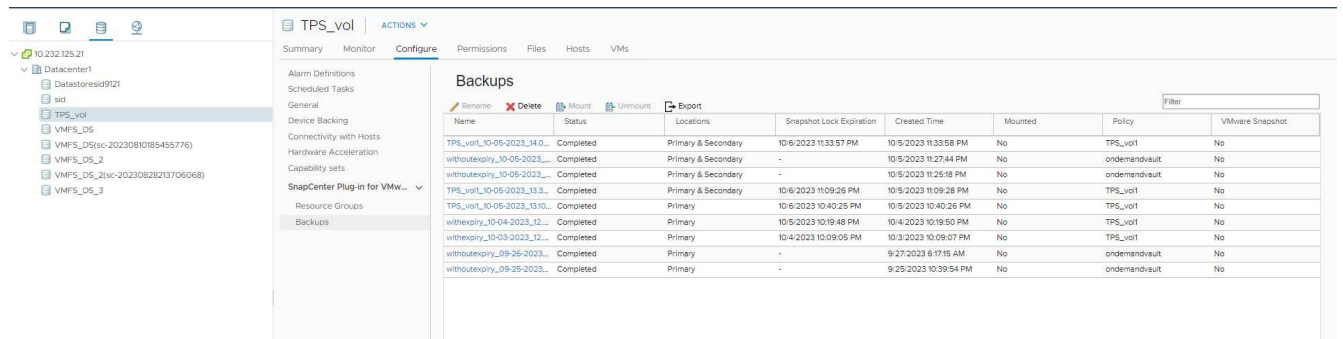 TPS_vol ACTIONS
Summary Monitor Configure Permissions Files Hosts VMs
10.232.125.21
Datacenter1
Datastoresid9121
sid
TPS_vol
VMFS_DS
VMFS_DS(sc-20230810185455776)
VMFS_DS_2
VMFS_DS_2(sc-20230828213706068)
VMFS_DS_3
Alarm Definitions
Scheduled Tasks
General
Device Backing
Connectivity with Hosts
Hardware Acceleration
Capability sets
SnapCenter Plug-in for VMw...
Resource Groups
Backups
Backups
Rename Delete Mount Unmount Export Filter
Name Status Locations Snapshot Lock Expiration Created Time Mounted Policy VMware Snapshot
TPS_vol1_10-05-2023_14.0... Completed Primary & Secondary 10/6/2023 11:33:57 PM 10/5/2023 11:33:58 PM No TPS_vol1 No
withoutexpiry_10-05-2023_... Completed Primary & Secondary - 10/5/2023 11:27:44 PM No ondemandvault No
withoutexpiry_10-05-2023_... Completed Primary & Secondary - 10/5/2023 11:25:18 PM No ondemandvault No
TPS_vol1_10-05-2023_13.3... Completed Primary & Secondary 10/6/2023 11:09:26 PM 10/5/2023 11:09:28 PM No TPS_vol1 No
TPS_vol1_10-05-2023_13.10... Completed Primary 10/6/2023 10:40:25 PM 10/5/2023 10:40:26 PM No TPS_vol1 No
withexpiry_10-04-2023_12.... Completed Primary 10/5/2023 10:19:48 PM 10/4/2023 10:19:50 PM No TPS_vol1 No
withexpiry_10-03-2023_12.... Completed Primary 10/4/2023 10:09:05 PM 10/3/2023 10:09:07 PM No TPS_vol1 No
withoutexpiry_09-26-2023... Completed Primary - 9/27/2023 6:17:15 AM No ondemandvault No
withoutexpiry_09-25-2023... Completed Primary - 9/25/2023 10:39:54 PM No ondemandvault No